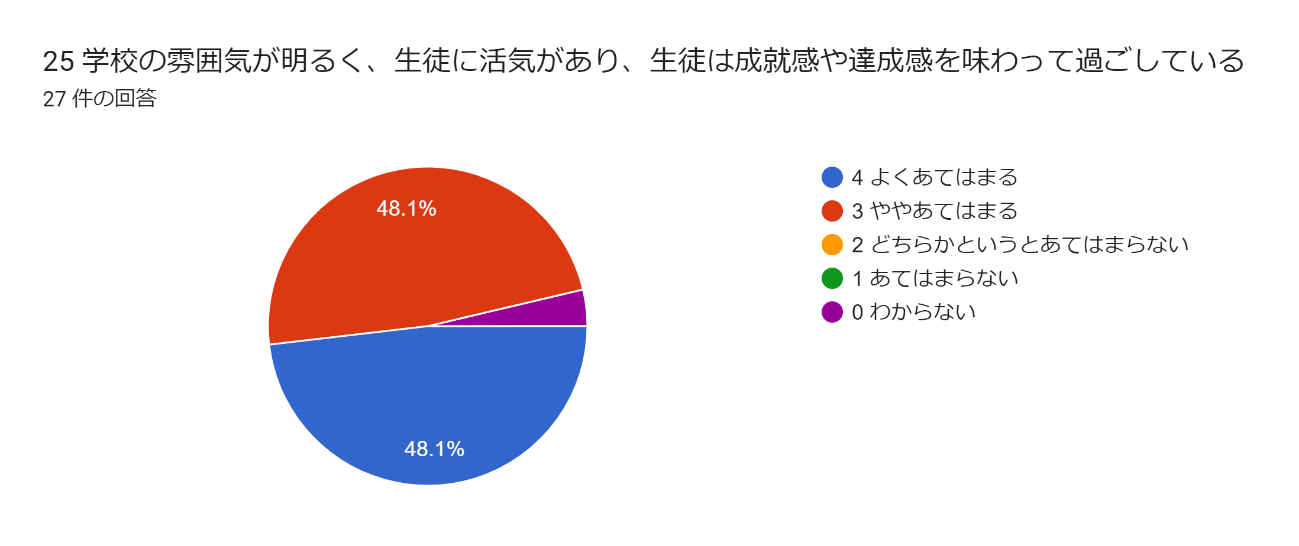 25 学校の雰囲気が明るく、生徒に活気があり、生徒は成就感や達成感を味わって過ごしている
27 件の回答
4 よくあてはまる
3 ややあてはまる
2 どちらかというとあてはまらない
1 あてはまらない
0 わからない
48.1%
48.1%